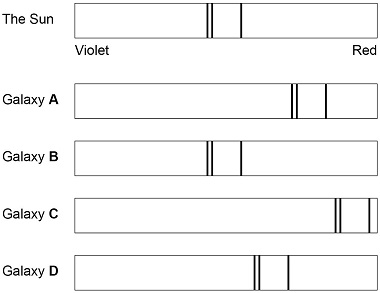 The Sun
Violet Red
Galaxy A
Galaxy B
Galaxy C
Galaxy D